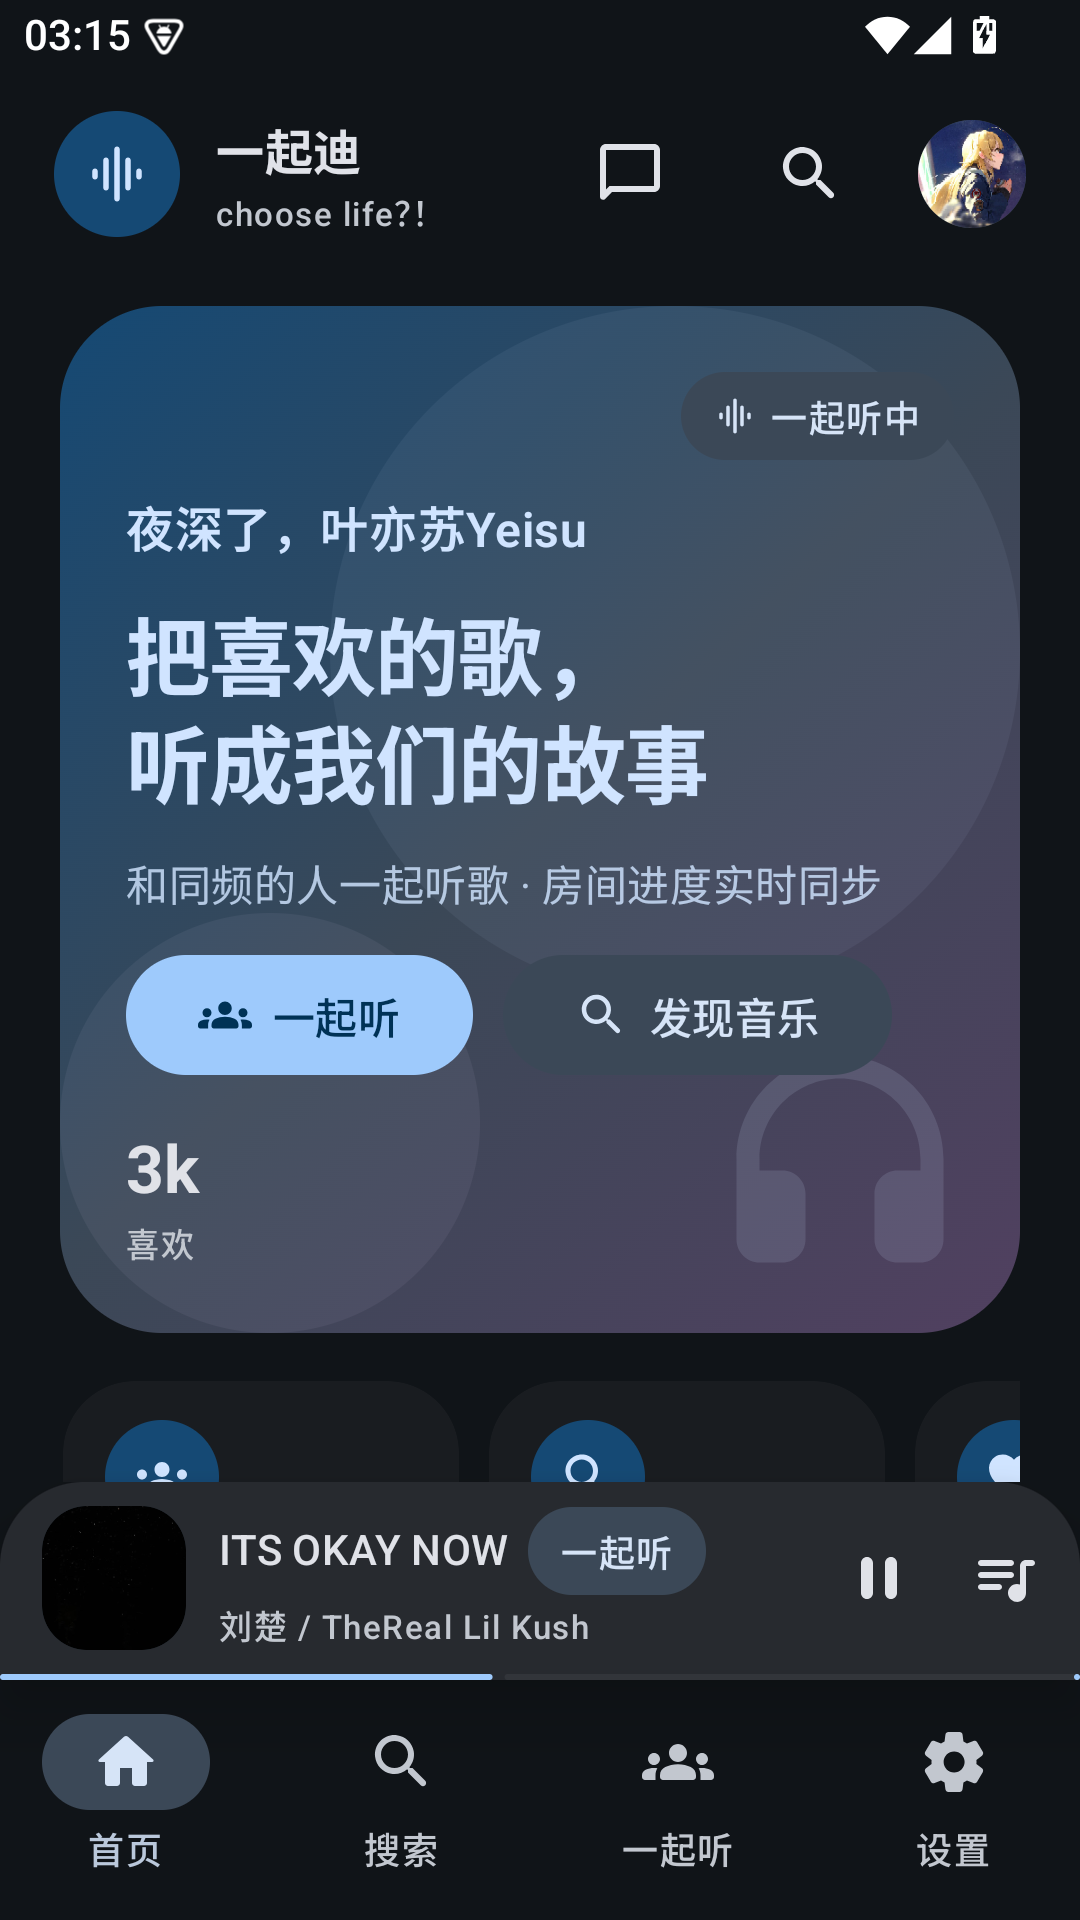 03:15
一起迪
choose life?!
一起听中
夜深了，叶亦苏Yeisu
把喜欢的歌，
听成我们的故事
和同频的人一起听歌 · 房间进度实时同步
一起听
发现音乐
3k
喜欢
ITS OKAY NOW
一起听
刘楚 / TheReal Lil Kush
首页
搜索
一起听
设置